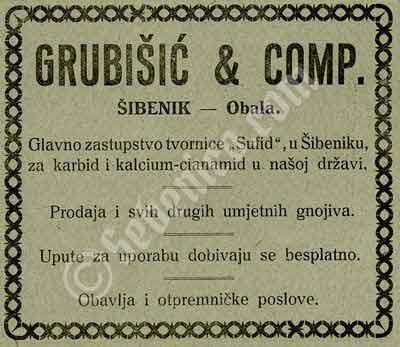 GRUBIŠIĆ & COMP.
ŠIBENIK — Obala.
Glavno zastupstvo tvornice „Sufid“, u Šibeniku,
za karbid i kalcium-cianamid u našoj državi.
Prodaja i svih drugih umjetnih gnojiva.
Upute za uporabu dobivaju se besplatno.
Obavlja i otpremničke poslove.